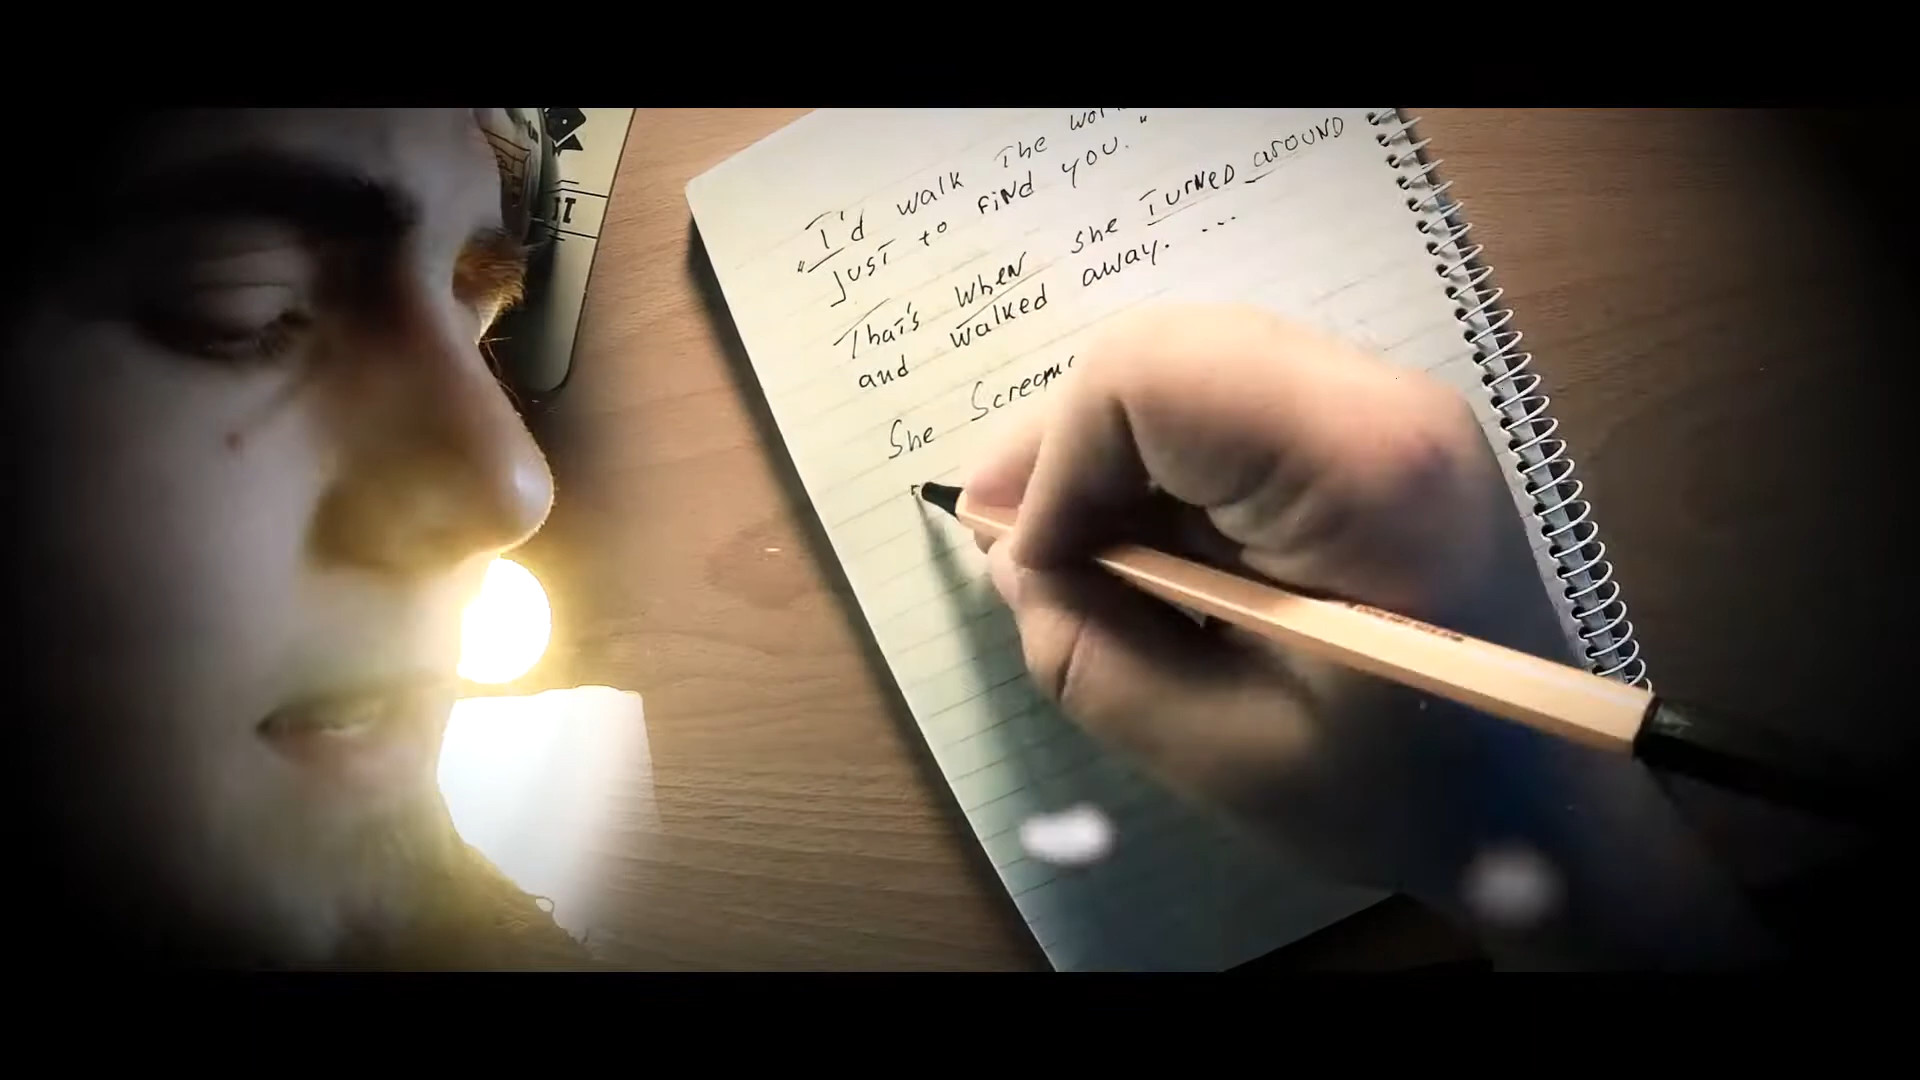 "I'd walk The
Just to FiNd you."
That's when she TurNeD around
and walked away. ...
She